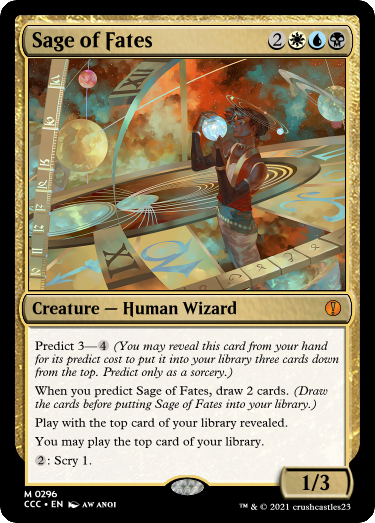 Sage of Fates 2
Creature — Human Wizard
Predict 3—4 (You may reveal this card from your hand
for its predict cost to put it into your library three cards down
from the top. Predict only as a sorcery.)
When you predict Sage of Fates, draw 2 cards. (Draw
the cards before putting Sage of Fates into your library.)
Play with the top card of your library revealed.
You may play the top card of your library.
2: Scry 1.
1/3
M 0296
CCC • EN AW ANOI
™ & © 2021 crushcastles23